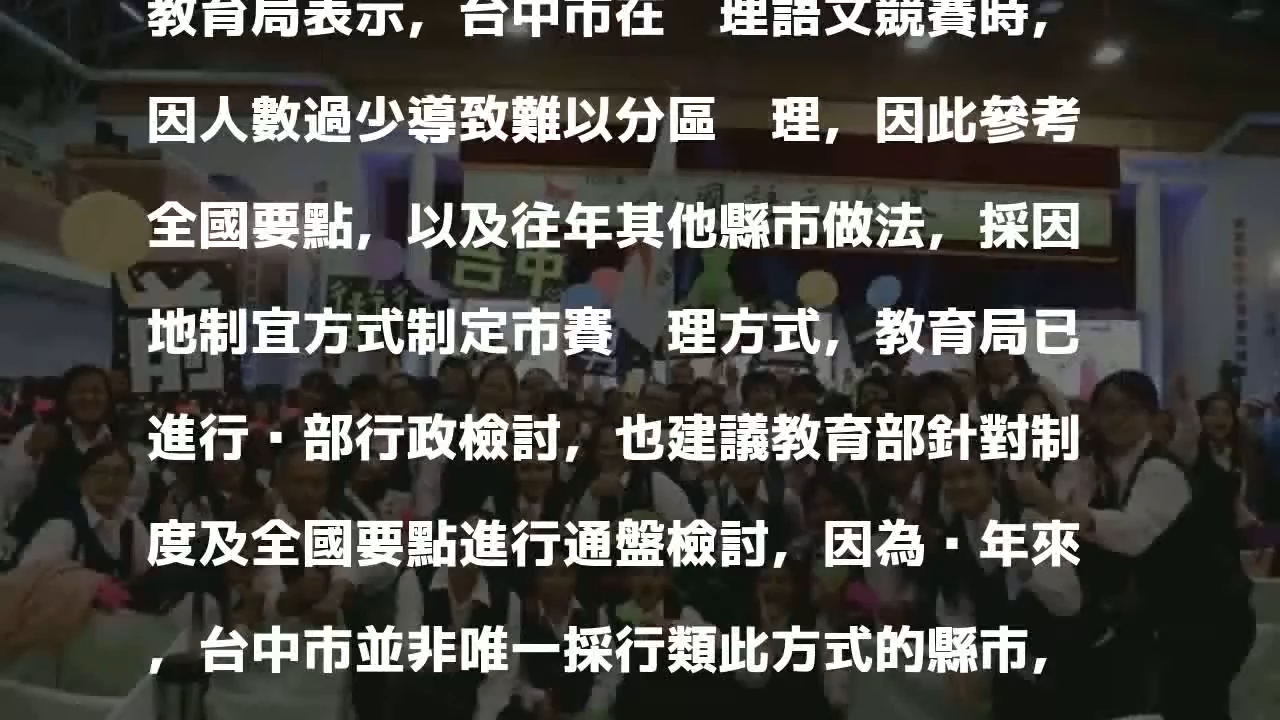 教育局表示，台中市在　理語文競賽時，
因人數過少導致難以分區　理，因此參考
全國要點，以及往年其他縣市做法，採因
地制宜方式制定市賽　理方式，教育局已
進行▪部行政檢討，也建議教育部針對制
度及全國要點進行通盤檢討，因為▪年來
，台中市並非唯一採行類此方式的縣市，
台中